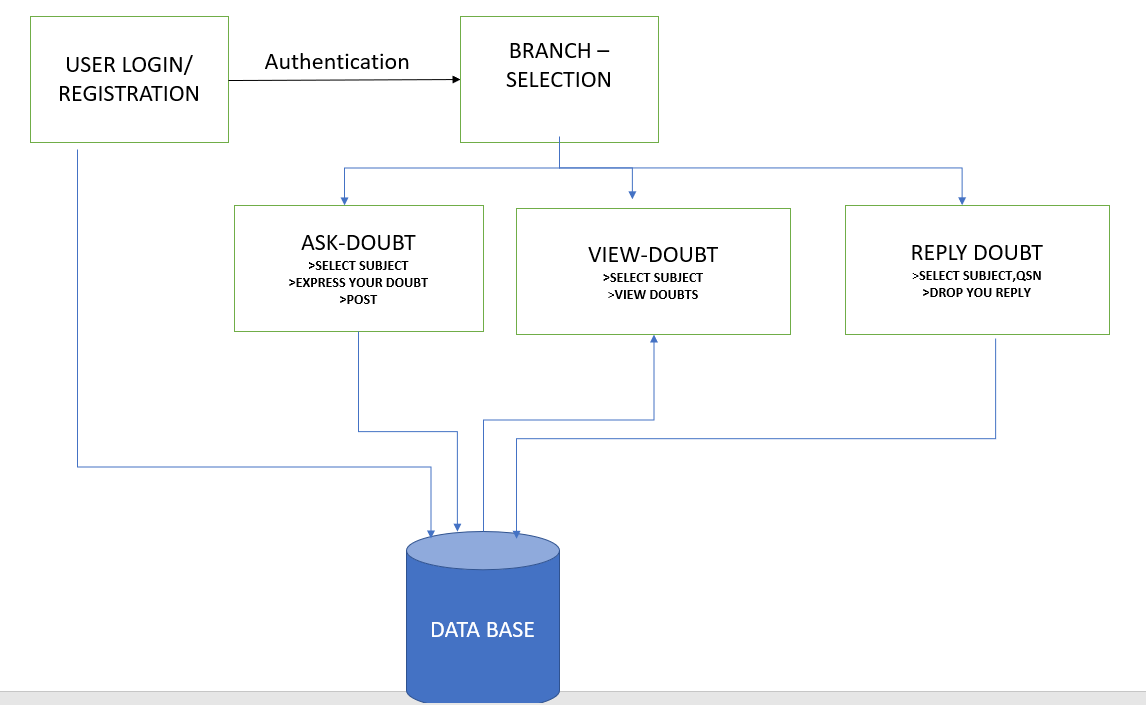 USER LOGIN/
REGISTRATION
Authentication
BRANCH –
SELECTION
ASK-DOUBT
>SELECT SUBJECT
>EXPRESS YOUR DOUBT
>POST
VIEW-DOUBT
>SELECT SUBJECT
>VIEW DOUBTS
REPLY DOUBT
>SELECT SUBJECT,QSN
>DROP YOU REPLY
DATA BASE